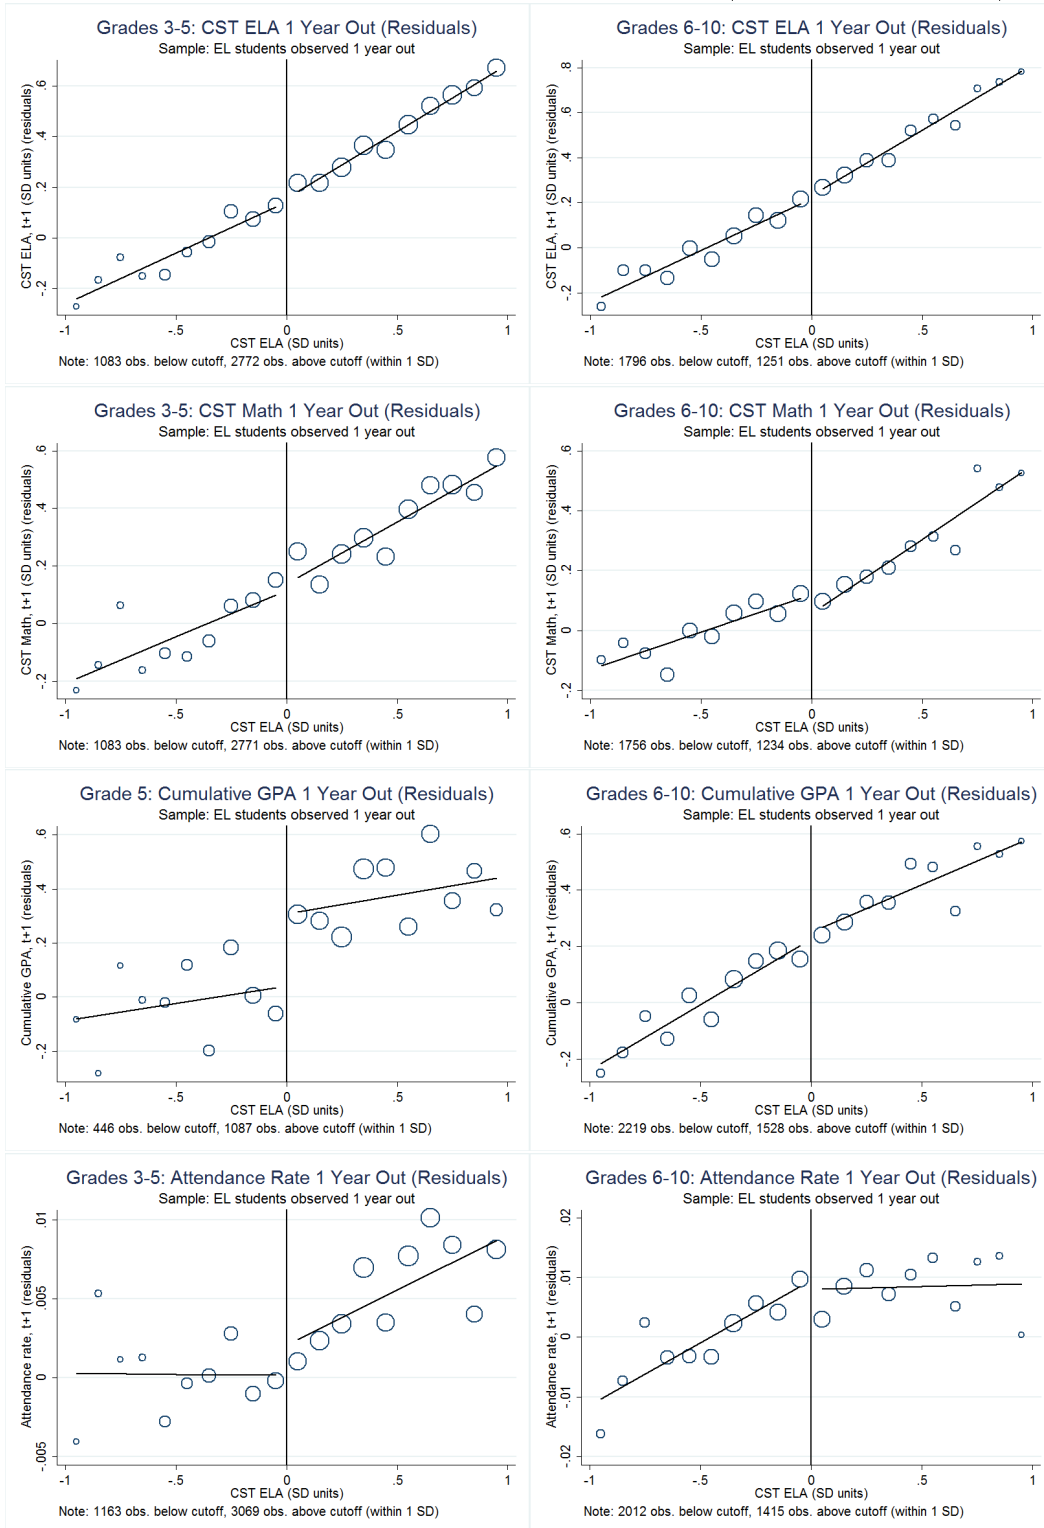 Grades 3-5: CST ELA 1 Year Out (Residuals)
Sample: EL students observed 1 year out
CST ELA, t+1 (SD units) (residuals)
.6
.4
.2
0
-.2
-1
-.5
0
.5
1
CST ELA (SD units)
Note: 1083 obs. below cutoff, 2772 obs. above cutoff (within 1 SD)
Grades 6-10: CST ELA 1 Year Out (Residuals)
Sample: EL students observed 1 year out
CST ELA, t+1 (SD units) (residuals)
.8
.6
.4
.2
0
-.2
-1
-.5
0
.5
1
CST ELA (SD units)
Note: 1796 obs. below cutoff, 1251 obs. above cutoff (within 1 SD)
Grades 3-5: CST Math 1 Year Out (Residuals)
Sample: EL students observed 1 year out
CST Math, t+1 (SD units) (residuals)
.6
.4
.2
0
-.2
-1
-.5
0
.5
1
CST ELA (SD units)
Note: 1083 obs. below cutoff, 2771 obs. above cutoff (within 1 SD)
Grades 6-10: CST Math 1 Year Out (Residuals)
Sample: EL students observed 1 year out
CST Math, t+1 (SD units) (residuals)
.6
.4
.2
0
-.2
-1
-.5
0
.5
1
CST ELA (SD units)
Note: 1756 obs. below cutoff, 1234 obs. above cutoff (within 1 SD)
Grade 5: Cumulative GPA 1 Year Out (Residuals)
Sample: EL students observed 1 year out
Cumulative GPA, t+1 (residuals)
.6
.4
.2
0
-.2
-1
-.5
0
.5
1
CST ELA (SD units)
Note: 446 obs. below cutoff, 1087 obs. above cutoff (within 1 SD)
Grades 6-10: Cumulative GPA 1 Year Out (Residuals)
Sample: EL students observed 1 year out
Cumulative GPA, t+1 (residuals)
.6
.4
.2
0
-.2
-1
-.5
0
.5
1
CST ELA (SD units)
Note: 2219 obs. below cutoff, 1528 obs. above cutoff (within 1 SD)
Grades 3-5: Attendance Rate 1 Year Out (Residuals)
Sample: EL students observed 1 year out
Attendance rate, t+1 (residuals)
.01
.005
0
-.005
-1
-.5
0
.5
1
CST ELA (SD units)
Note: 1163 obs. below cutoff, 3069 obs. above cutoff (within 1 SD)
Grades 6-10: Attendance Rate 1 Year Out (Residuals)
Sample: EL students observed 1 year out
Attendance rate, t+1 (residuals)
.02
.01
0
-.01
-.02
-1
-.5
0
.5
1
CST ELA (SD units)
Note: 2012 obs. below cutoff, 1415 obs. above cutoff (within 1 SD)